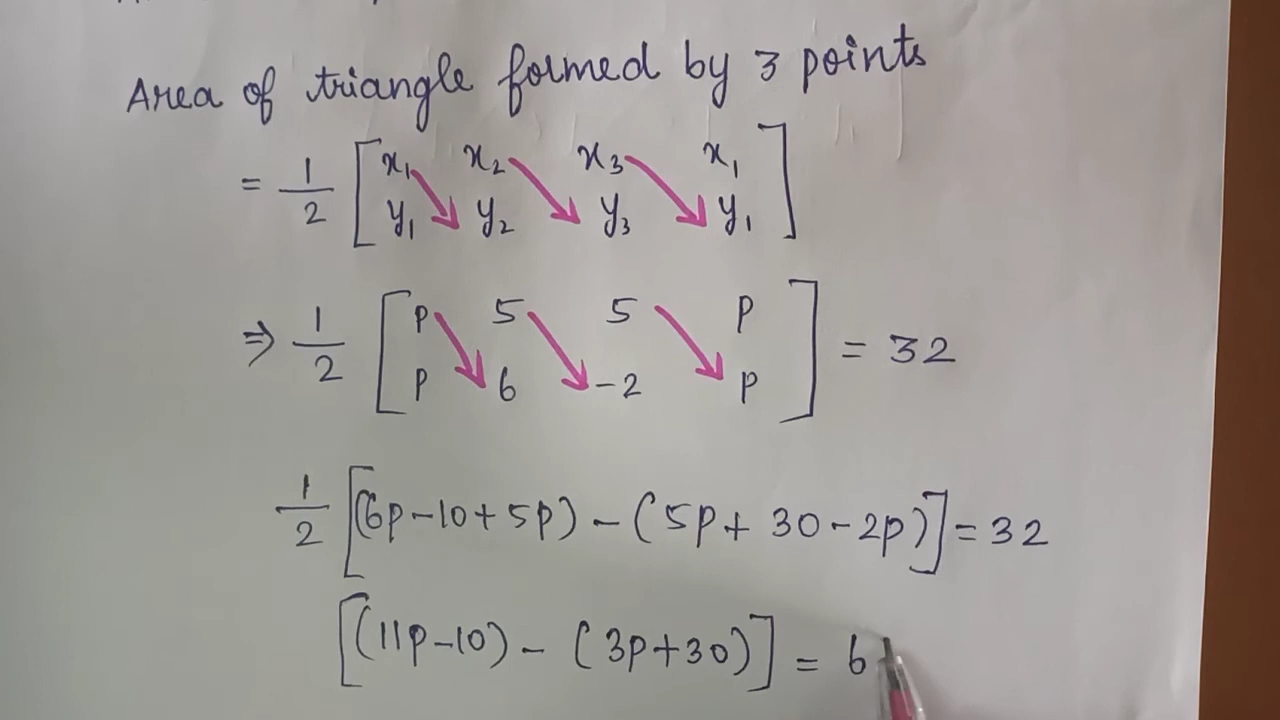 Area of triangle formed by 3 points
= 1/2 [ x₁ x₂ x₃ x₁
y₁ y₂ y₃ y₁ ]
⇒ 1/2 [ p 5 5 p
p 6 -2 p ] = 32
1/2 [(6p-10+5p) - (5p+30-2p)] = 32
[(11p-10) - (3p+30)] = 6